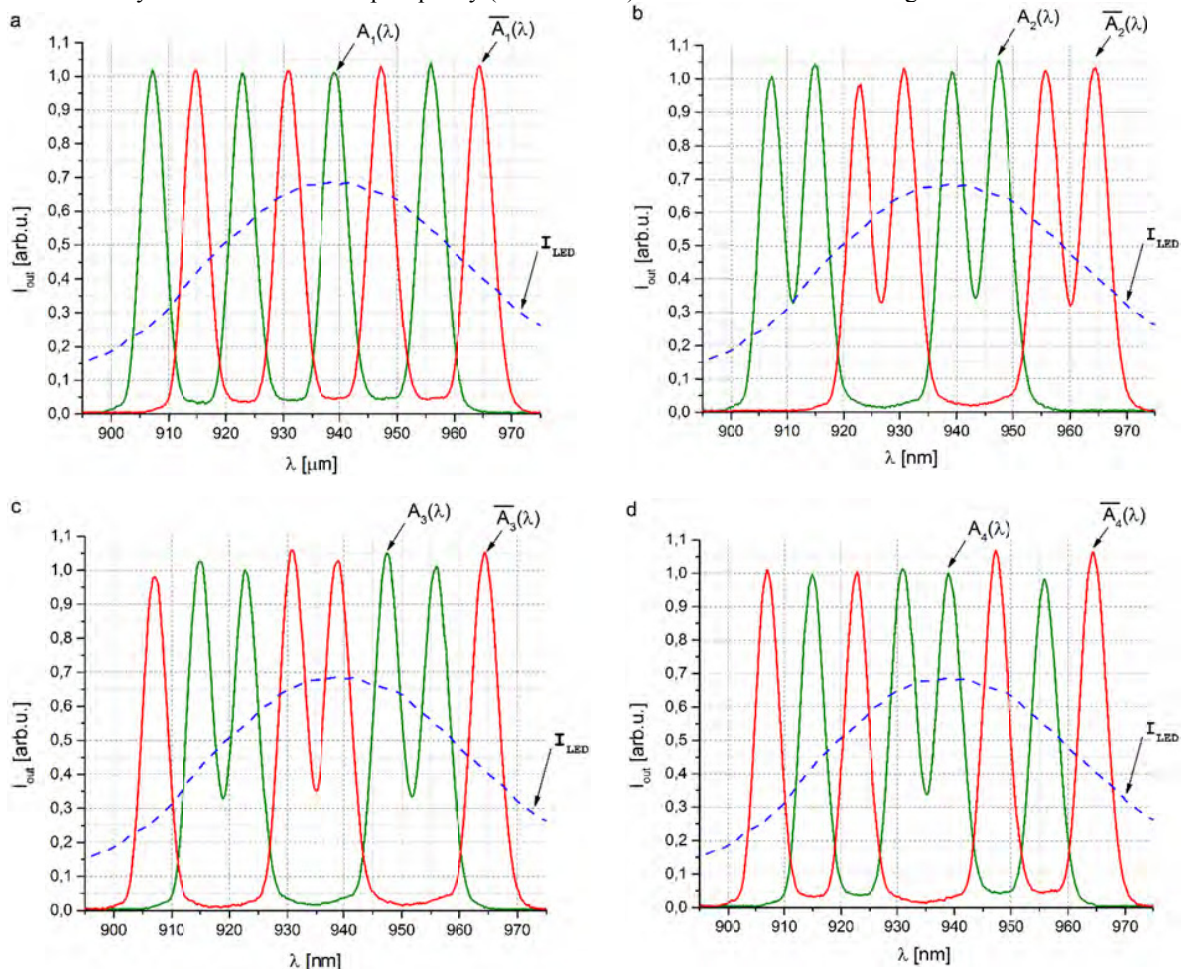 a
A₁(λ)
A̅₁(λ)
1,1
1,0
0,9
0,8
0,7
0,6
0,5
0,4
0,3
0,2
0,1
0,0
I_out [arb.u.]
I_LED
900 910 920 930 940 950 960 970
λ [μm]
b
A₂(λ)
A̅₂(λ)
1,1
1,0
0,9
0,8
0,7
0,6
0,5
0,4
0,3
0,2
0,1
0,0
I_out [arb.u.]
I_LED
900 910 920 930 940 950 960 970
λ [nm]
c
A₃(λ)
A̅₃(λ)
1,1
1,0
0,9
0,8
0,7
0,6
0,5
0,4
0,3
0,2
0,1
0,0
I_out [arb.u.]
I_LED
900 910 920 930 940 950 960 970
λ [nm]
d
A₄(λ)
A̅₄(λ)
1,1
1,0
0,9
0,8
0,7
0,6
0,5
0,4
0,3
0,2
0,1
0,0
I_out [arb.u.]
I_LED
900 910 920 930 940 950 960 970
λ [nm]